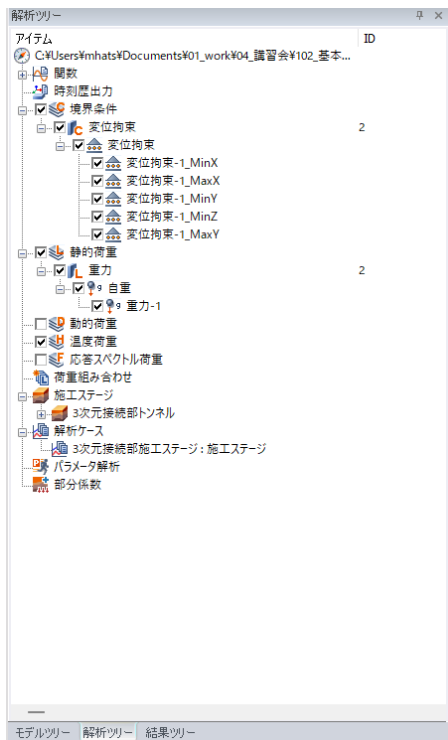 解析ツリー
アイテム ID
C:¥Users¥mhats¥Documents¥01_work¥04_講習会¥102_基本...
関数
時刻歴出力
境界条件
変位拘束 2
変位拘束
変位拘束-1_MinX
変位拘束-1_MaxX
変位拘束-1_MinY
変位拘束-1_MinZ
変位拘束-1_MaxY
静的荷重
重力 2
自重
重力-1
動的荷重
温度荷重
応答スペクトル荷重
荷重組み合わせ
施工ステージ
3次元接続部トンネル
解析ケース
3次元接続部施工ステージ : 施工ステージ
パラメータ解析
部分係数
モデルツリー 解析ツリー 結果ツリー